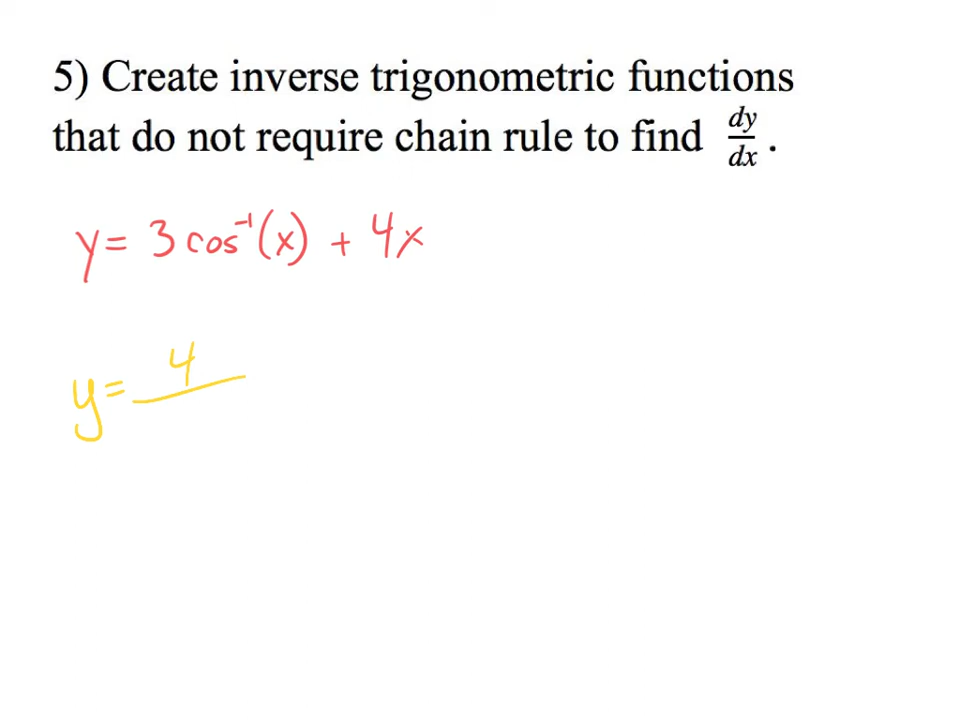 5) Create inverse trigonometric functions
that do not require chain rule to find dy/dx .
y = 3 cos⁻¹(x) + 4x
y = 4/